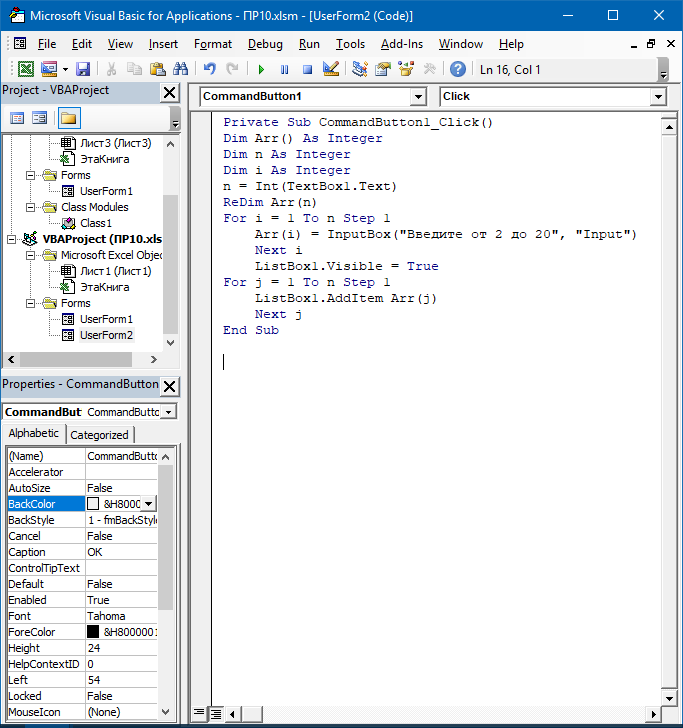 Microsoft Visual Basic for Applications - ПР10.xlsm - [UserForm2 (Code)]
File Edit View Insert Format Debug Run Tools Add-Ins Window Help
Ln 16, Col 1
Project - VBAProject
Лист3 (Лист3)
ЭтаКнига
Forms
UserForm1
Class Modules
Class1
VBAProject (ПР10.xls
Microsoft Excel Objec
Лист1 (Лист1)
ЭтаКнига
Forms
UserForm1
UserForm2
Properties - CommandButton
CommandBut CommandButto
Alphabetic Categorized
(Name) CommandButto
Accelerator
AutoSize False
BackColor &H8000
BackStyle 1 - fmBackStyle
Cancel False
Caption OK
ControlTipText
Default False
Enabled True
Font Tahoma
ForeColor &H8000001
Height 24
HelpContextID 0
Left 54
Locked False
MouseIcon (None)
CommandButton1 Click
Private Sub CommandButton1_Click()
Dim Arr() As Integer
Dim n As Integer
Dim i As Integer
n = Int(TextBox1.Text)
ReDim Arr(n)
For i = 1 To n Step 1
Arr(i) = InputBox("Введите от 2 до 20", "Input")
Next i
ListBox1.Visible = True
For j = 1 To n Step 1
ListBox1.AddItem Arr(j)
Next j
End Sub